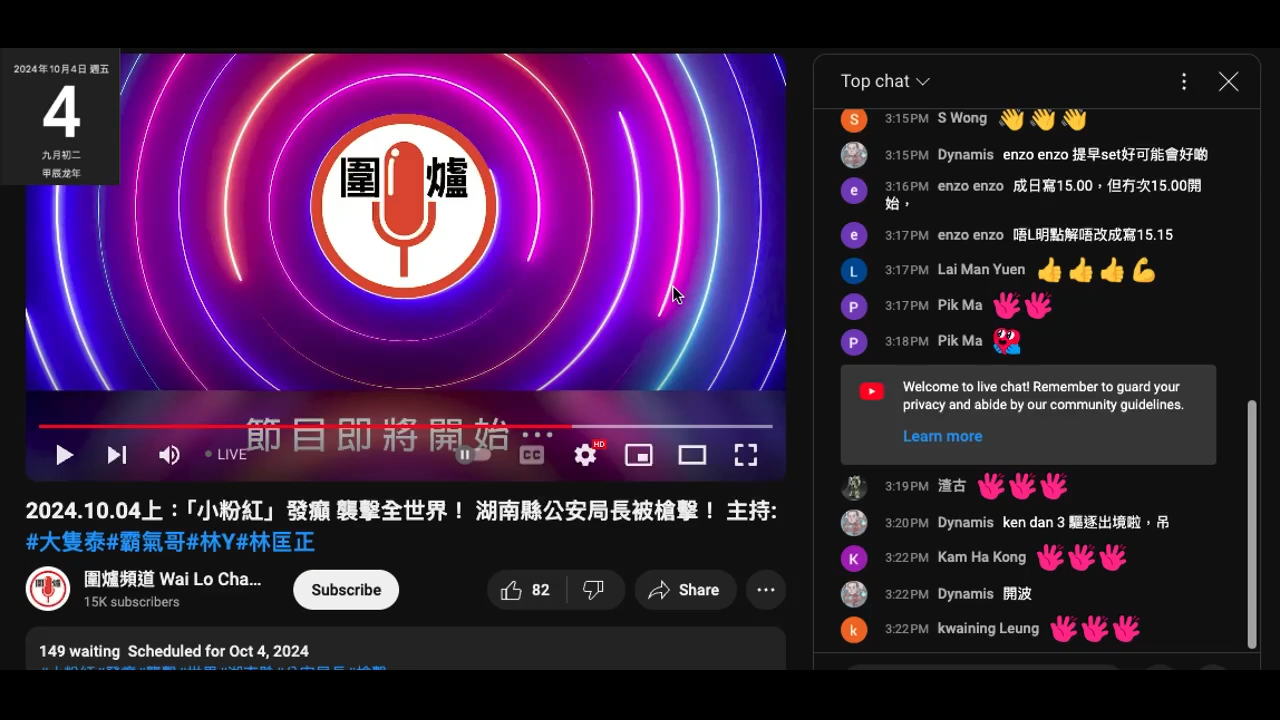 2024年10月4日 週五
4
九月初二
甲辰龙年
圍爐
節目即將開始...
LIVE
CC
HD
2024.10.04上：「小粉紅」發癲 襲擊全世界！ 湖南縣公安局長被槍擊！ 主持:
#大隻泰#霸氣哥#林Y#林匡正
圍爐頻道 Wai Lo Cha...
15K subscribers
Subscribe
82
Share
149 waiting Scheduled for Oct 4, 2024
Top chat
S
3:15PM S Wong
3:15PM Dynamis enzo enzo 提早set好可能會好啲
e
3:16PM enzo enzo 成日寫15.00，但冇次15.00開
始，
e
3:17PM enzo enzo 唔L明點解唔改成寫15.15
L
3:17PM Lai Man Yuen
P
3:17PM Pik Ma
P
3:18PM Pik Ma
Welcome to live chat! Remember to guard your
privacy and abide by our community guidelines.
Learn more
3:19PM 渣古
3:20PM Dynamis ken dan 3 驅逐出境啦，吊
K
3:22PM Kam Ha Kong
3:22PM Dynamis 開波
k
3:22PM kwaining Leung